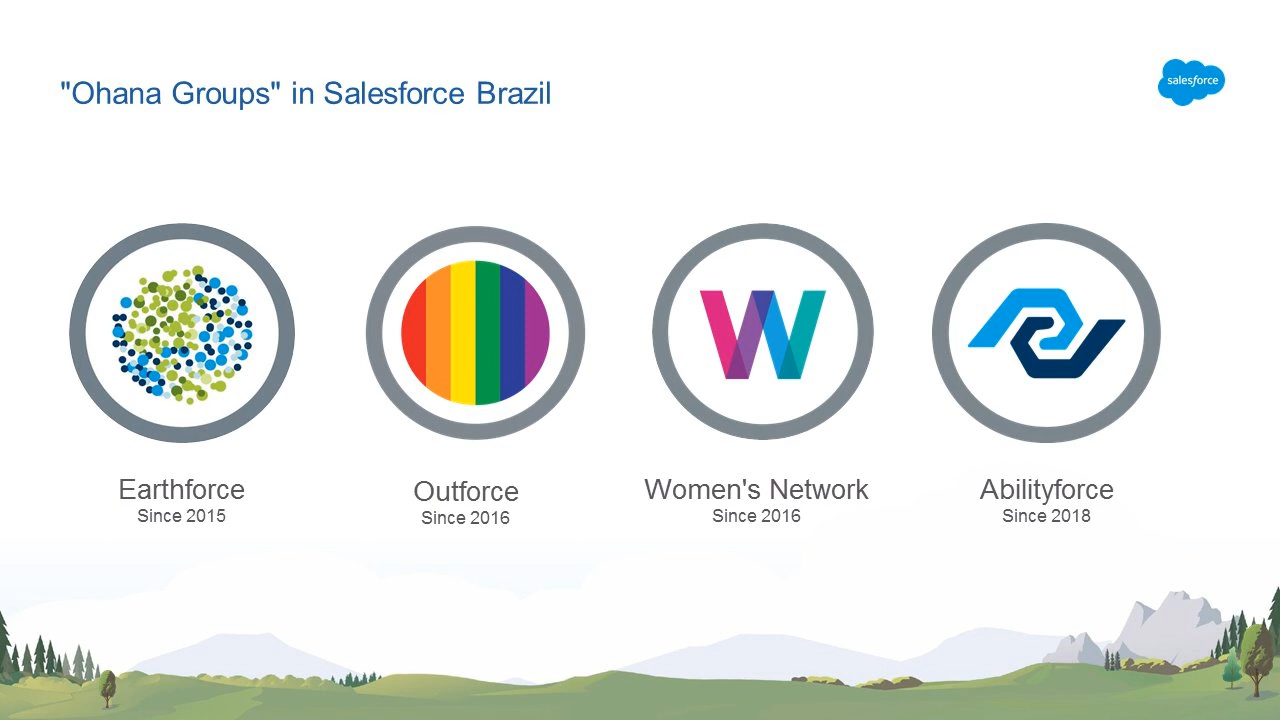 "Ohana Groups" in Salesforce Brazil
salesforce
Earthforce
Since 2015
Outforce
Since 2016
Women's Network
Since 2016
Abilityforce
Since 2018